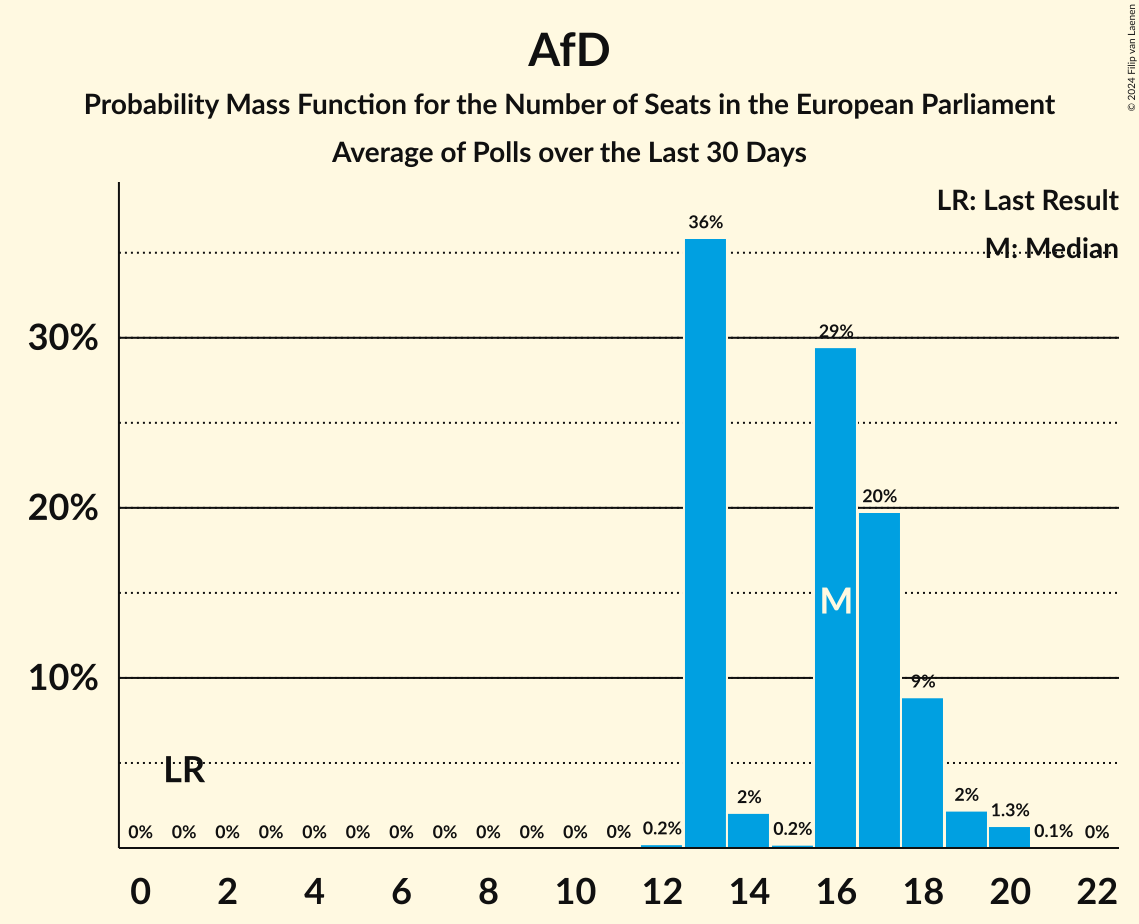 AfD
Probability Mass Function for the Number of Seats in the European Parliament
Average of Polls over the Last 30 Days
© 2024 Filip van Laenen
LR: Last Result
M: Median
36%
30%
29%
20%
20%
M
10%
9%
LR
0% 0% 0% 0% 0% 0% 0% 0% 0% 0% 0% 0% 0.2% 2% 0.2% 2% 1.3% 0.1% 0%
0 2 4 6 8 10 12 14 16 18 20 22